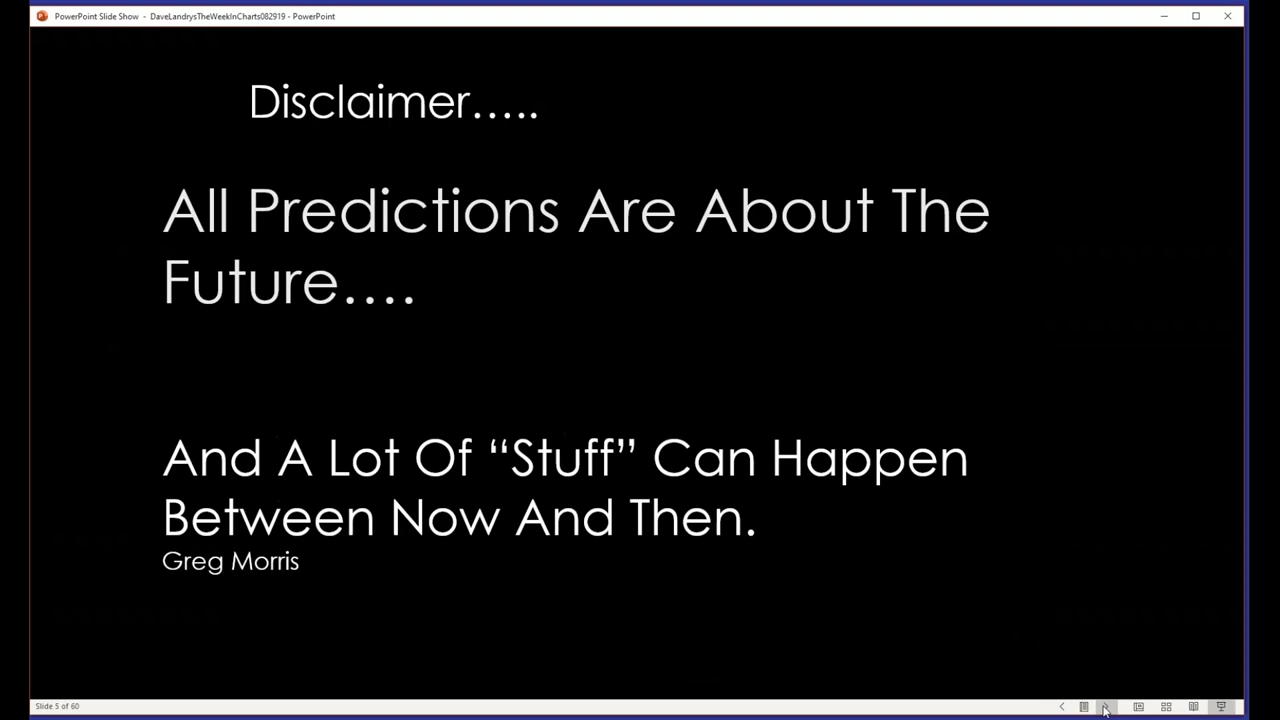 PowerPoint Slide Show - DaveLandrysTheWeekInCharts082919 - PowerPoint
Disclaimer.....
All Predictions Are About The
Future....
And A Lot Of “Stuff” Can Happen
Between Now And Then.
Greg Morris
Slide 5 of 60